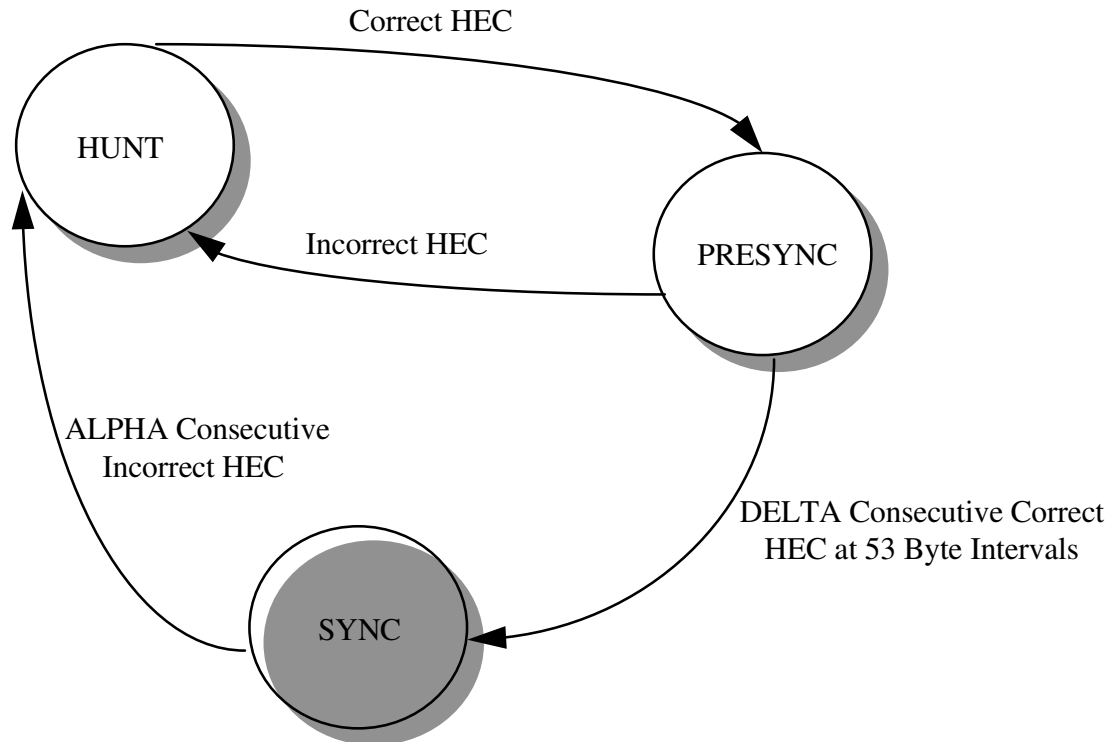 Correct HEC
HUNT
Incorrect HEC
PRESYNC
ALPHA Consecutive
Incorrect HEC
DELTA Consecutive Correct
HEC at 53 Byte Intervals
SYNC